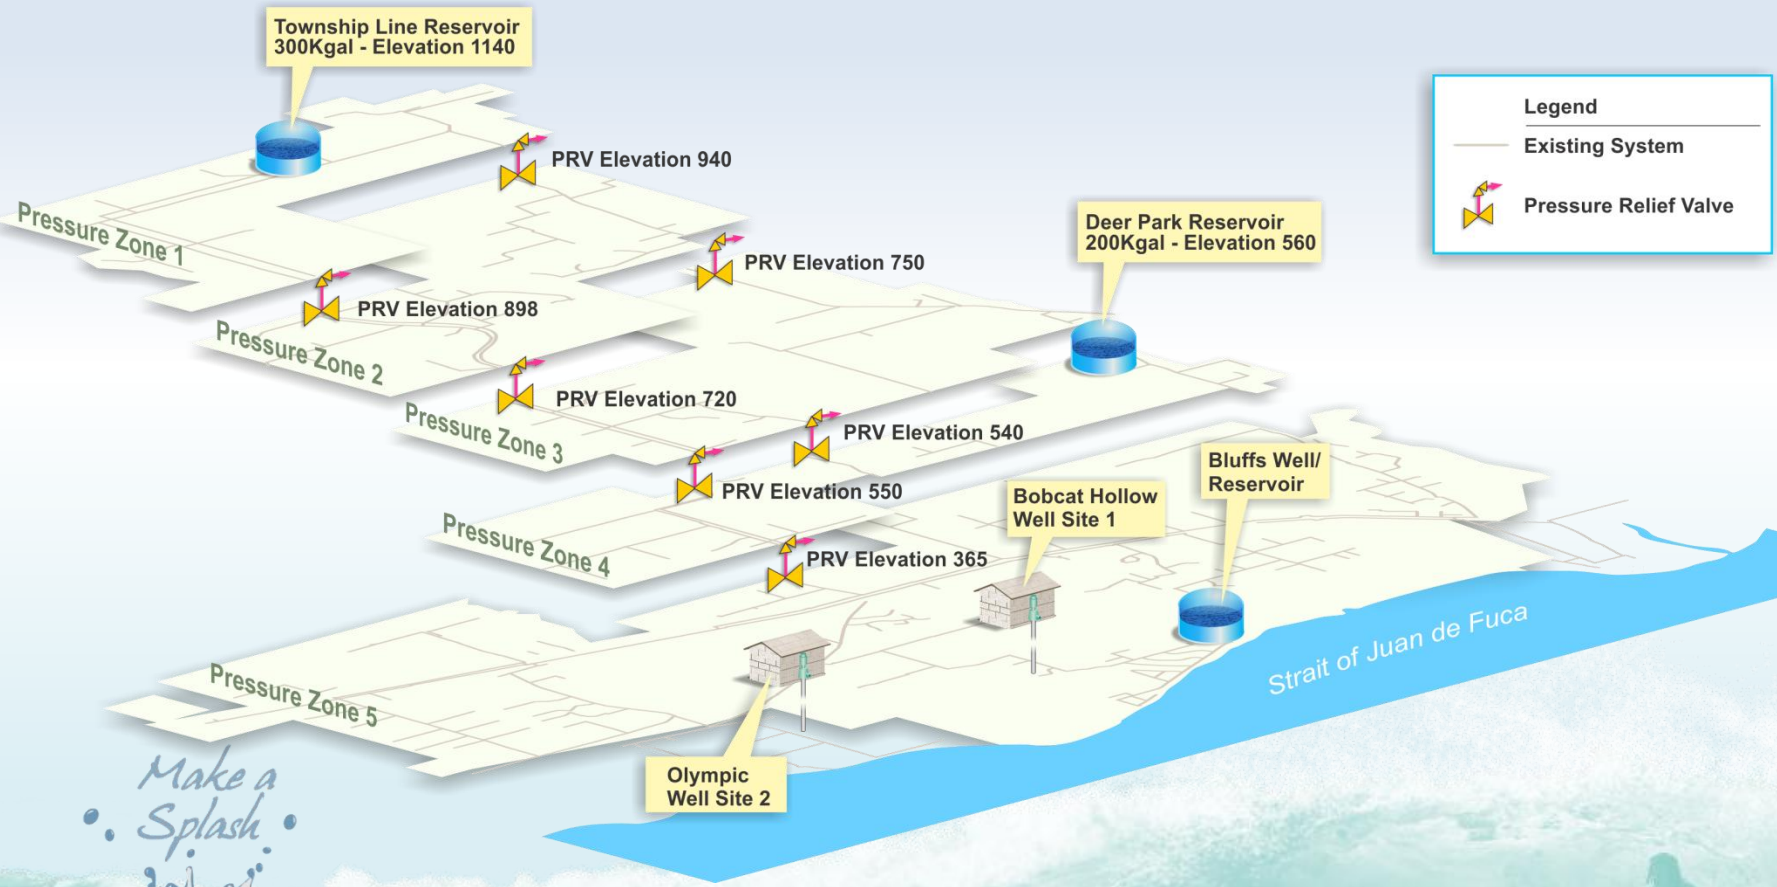 Township Line Reservoir
300Kgal - Elevation 1140
Legend
Existing System
Pressure Relief Valve
PRV Elevation 940
Pressure Zone 1
Deer Park Reservoir
200Kgal - Elevation 560
PRV Elevation 750
PRV Elevation 898
Pressure Zone 2
PRV Elevation 720
Pressure Zone 3
PRV Elevation 540
Bluffs Well/
Reservoir
PRV Elevation 550
Bobcat Hollow
Well Site 1
Pressure Zone 4
PRV Elevation 365
Strait of Juan de Fuca
Pressure Zone 5
Olympic
Well Site 2
Make a
Splash